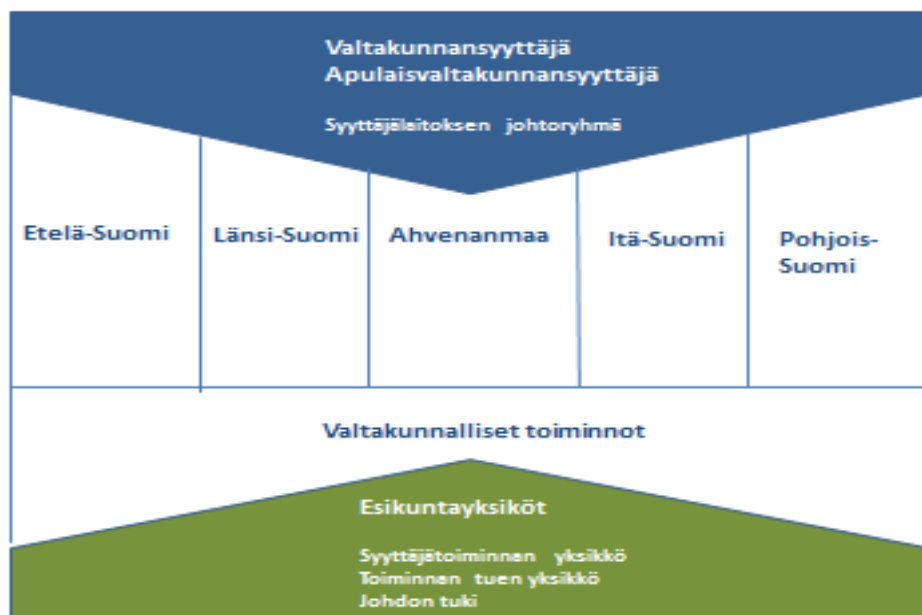 Valtakunnansyyttäjä
Apulaisvaltakunnansyyttäjä
Syyttäjälaitoksen johtoryhmä
Etelä-Suomi
Länsi-Suomi
Ahvenanmaa
Itä-Suomi
Pohjois-
Suomi
Valtakunnalliset toiminnot
Esikuntayksiköt
Syyttäjätoiminnan yksikkö
Toiminnan tuen yksikkö
Johdon tuki